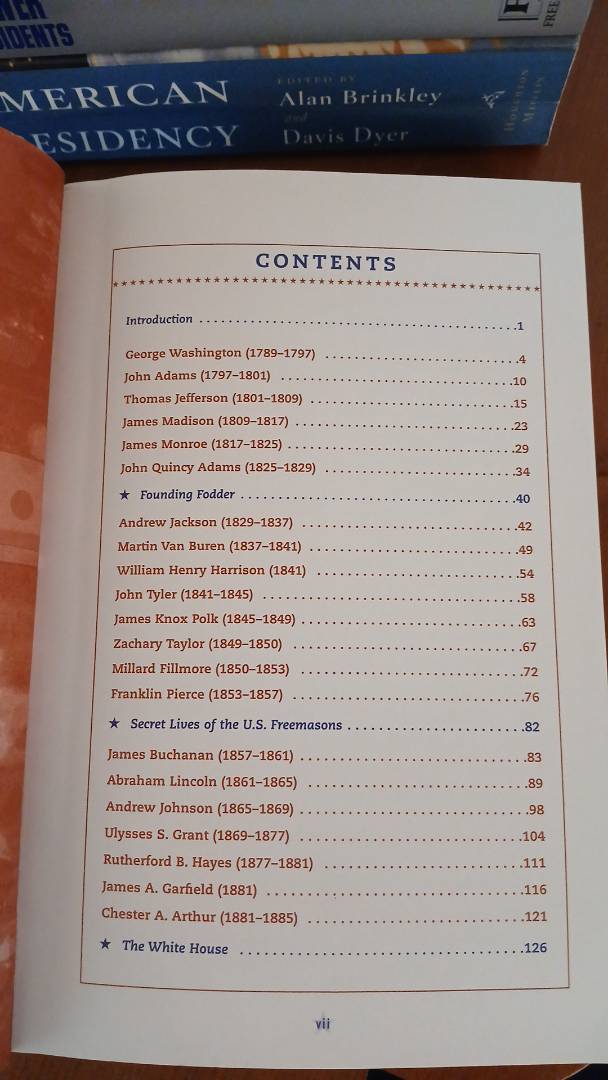 IDENTS
FREE
MERICAN
ESIDENCY
EDITED BY
Alan Brinkley
and
Davis Dyer
HOUGHTON
MIFFLIN
CONTENTS
Introduction . . . . . . . . . . . . . . . . . . . . . . . . . . . . . . . . . . . . . . . .1
George Washington (1789–1797) . . . . . . . . . . . . . . . . . . . . . . . . .4
John Adams (1797–1801) . . . . . . . . . . . . . . . . . . . . . . . . . . . . . .10
Thomas Jefferson (1801–1809) . . . . . . . . . . . . . . . . . . . . . . . . . .15
James Madison (1809–1817) . . . . . . . . . . . . . . . . . . . . . . . . . . . .23
James Monroe (1817–1825) . . . . . . . . . . . . . . . . . . . . . . . . . . . . .29
John Quincy Adams (1825–1829) . . . . . . . . . . . . . . . . . . . . . . . . .34
★ Founding Fodder . . . . . . . . . . . . . . . . . . . . . . . . . . . . . . . . . .40
Andrew Jackson (1829–1837) . . . . . . . . . . . . . . . . . . . . . . . . . . .42
Martin Van Buren (1837–1841) . . . . . . . . . . . . . . . . . . . . . . . . . .49
William Henry Harrison (1841) . . . . . . . . . . . . . . . . . . . . . . . . . .54
John Tyler (1841–1845) . . . . . . . . . . . . . . . . . . . . . . . . . . . . . . . .58
James Knox Polk (1845–1849) . . . . . . . . . . . . . . . . . . . . . . . . . . .63
Zachary Taylor (1849–1850) . . . . . . . . . . . . . . . . . . . . . . . . . . . . .67
Millard Fillmore (1850–1853) . . . . . . . . . . . . . . . . . . . . . . . . . . . .72
Franklin Pierce (1853–1857) . . . . . . . . . . . . . . . . . . . . . . . . . . . . .76
★ Secret Lives of the U.S. Freemasons . . . . . . . . . . . . . . . . . . . . . .82
James Buchanan (1857–1861) . . . . . . . . . . . . . . . . . . . . . . . . . . . .83
Abraham Lincoln (1861–1865) . . . . . . . . . . . . . . . . . . . . . . . . . . .89
Andrew Johnson (1865–1869) . . . . . . . . . . . . . . . . . . . . . . . . . . . .98
Ulysses S. Grant (1869–1877) . . . . . . . . . . . . . . . . . . . . . . . . . . .104
Rutherford B. Hayes (1877–1881) . . . . . . . . . . . . . . . . . . . . . . . .111
James A. Garfield (1881) . . . . . . . . . . . . . . . . . . . . . . . . . . . . . . .116
Chester A. Arthur (1881–1885) . . . . . . . . . . . . . . . . . . . . . . . . . .121
★ The White House . . . . . . . . . . . . . . . . . . . . . . . . . . . . . . . . . .126
vii